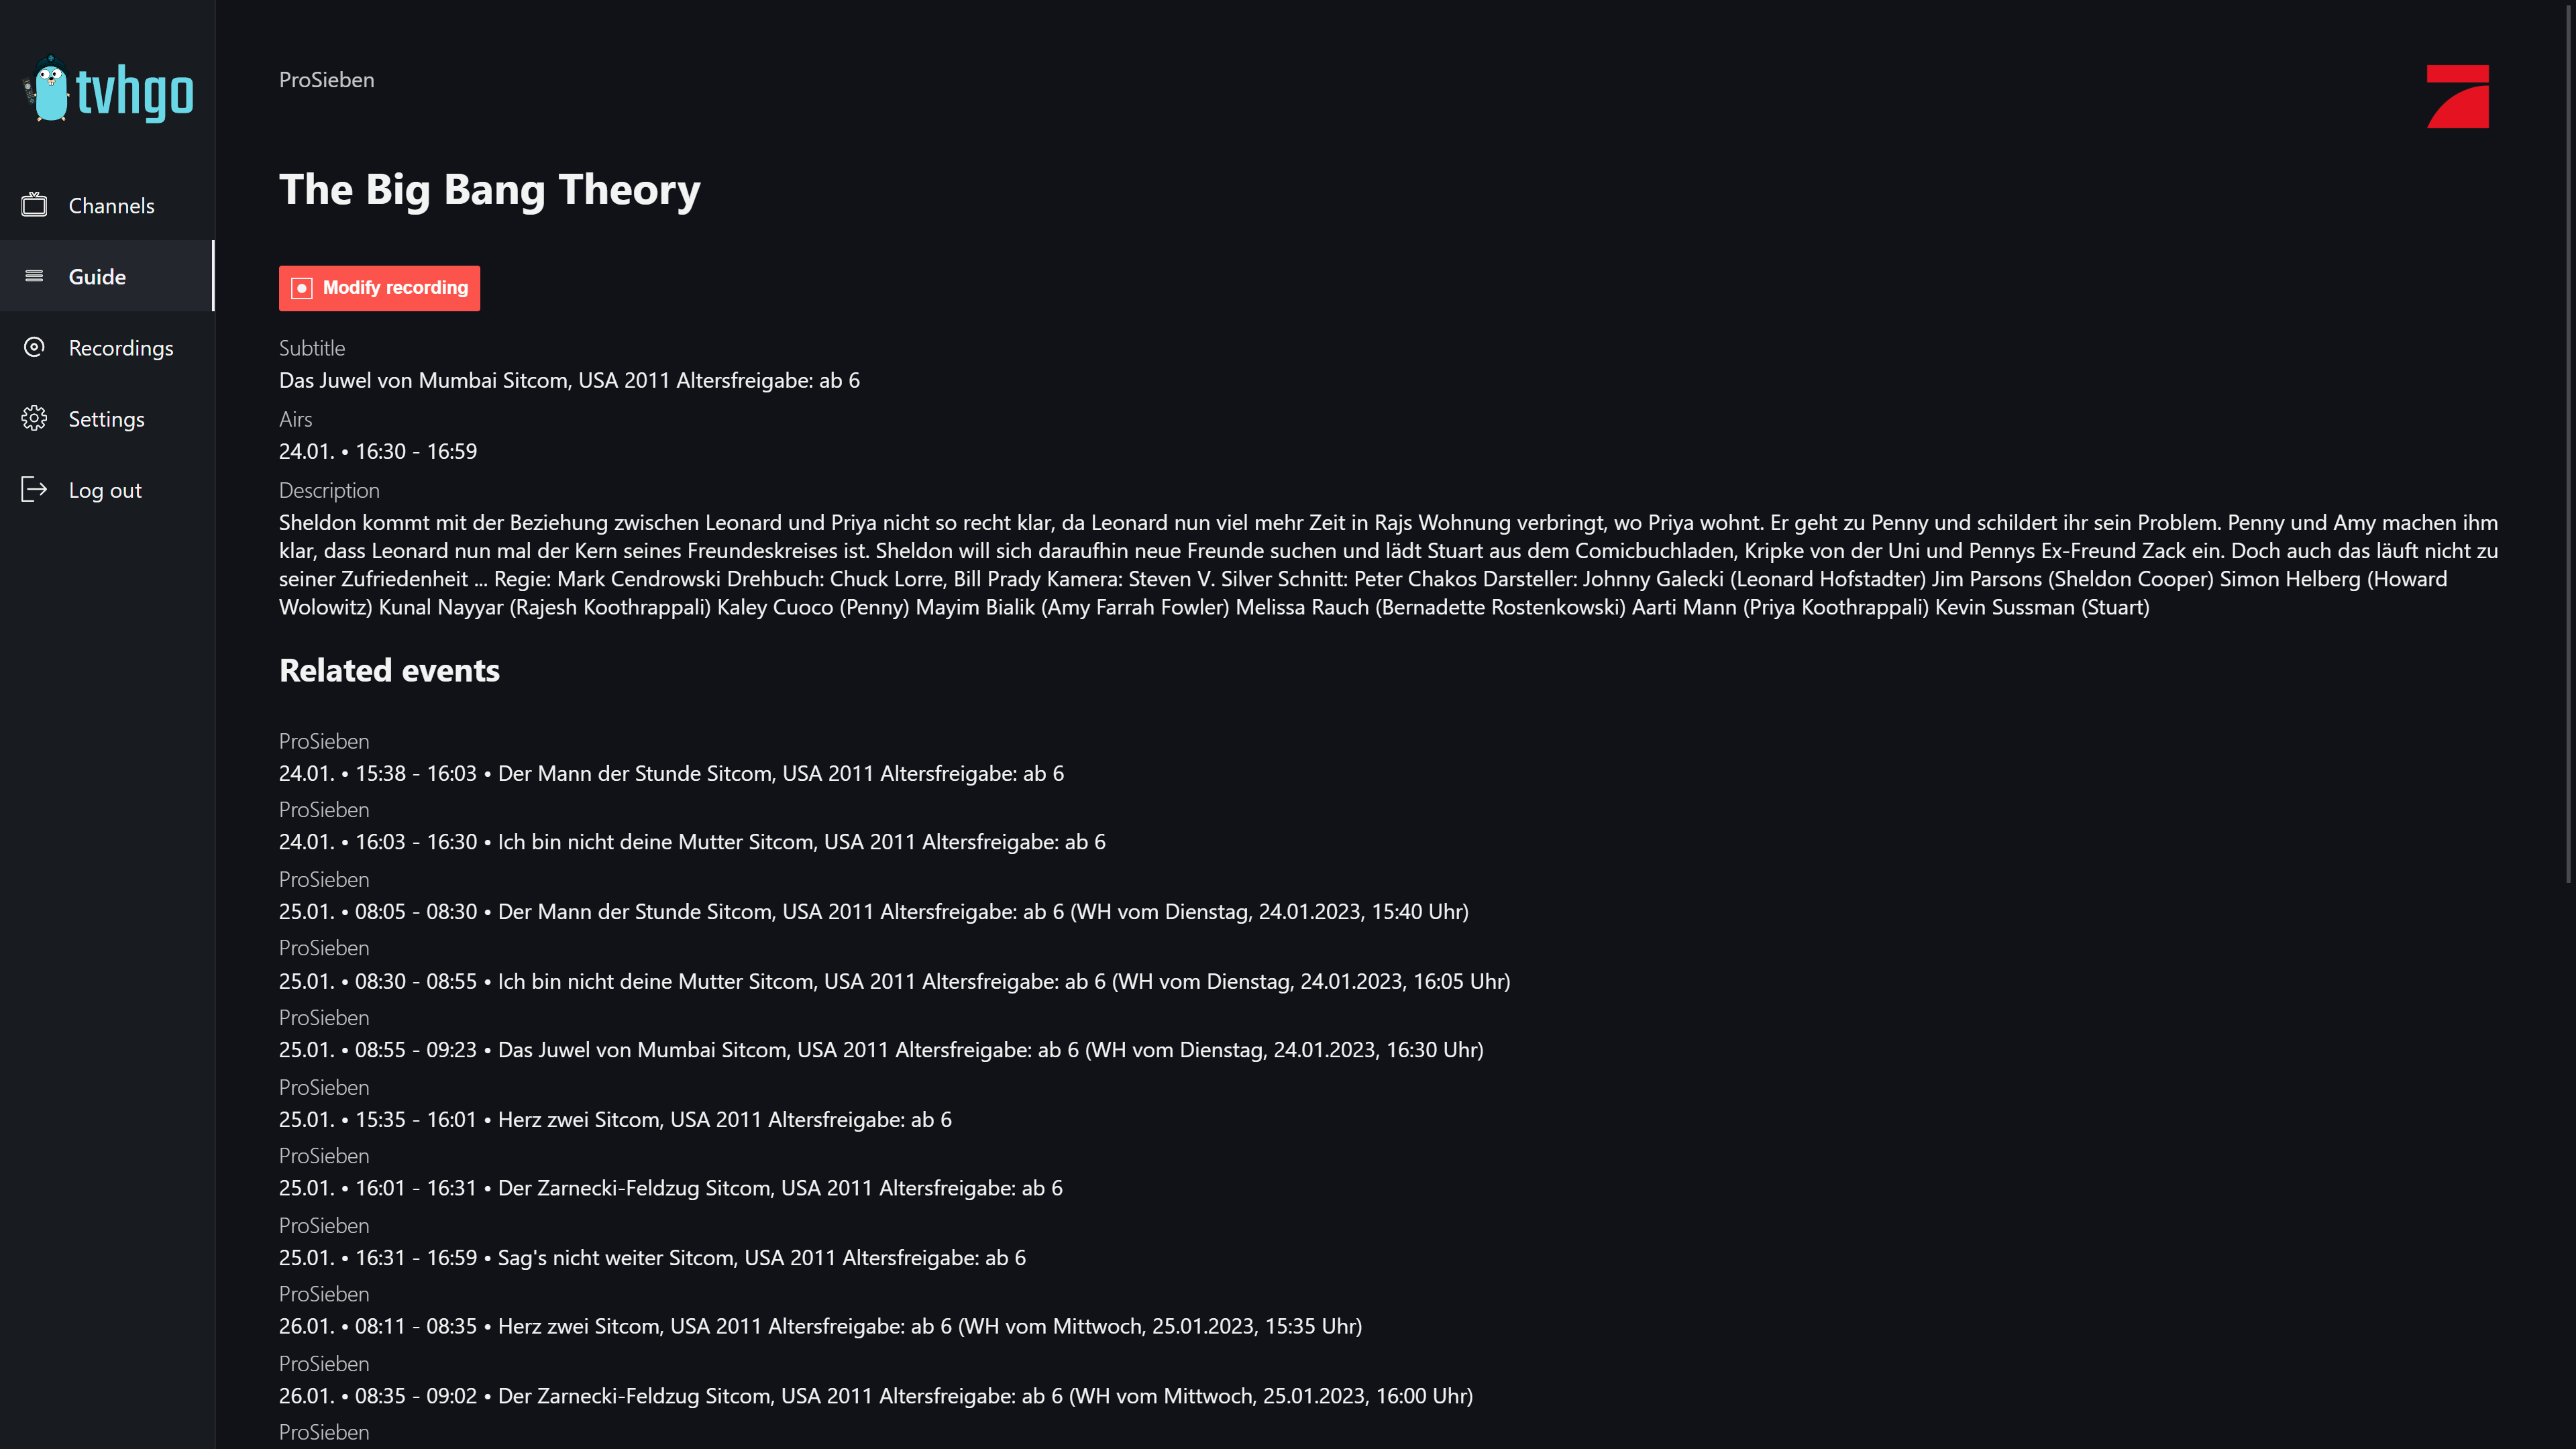 tvhgo
Channels
Guide
Recordings
Settings
Log out
ProSieben
The Big Bang Theory
Modify recording
Subtitle
Das Juwel von Mumbai Sitcom, USA 2011 Altersfreigabe: ab 6
Airs
24.01. • 16:30 - 16:59
Description
Sheldon kommt mit der Beziehung zwischen Leonard und Priya nicht so recht klar, da Leonard nun viel mehr Zeit in Rajs Wohnung verbringt, wo Priya wohnt. Er geht zu Penny und schildert ihr sein Problem. Penny und Amy machen ihm
klar, dass Leonard nun mal der Kern seines Freundeskreises ist. Sheldon will sich daraufhin neue Freunde suchen und lädt Stuart aus dem Comicbuchladen, Kripke von der Uni und Pennys Ex-Freund Zack ein. Doch auch das läuft nicht zu
seiner Zufriedenheit ... Regie: Mark Cendrowski Drehbuch: Chuck Lorre, Bill Prady Kamera: Steven V. Silver Schnitt: Peter Chakos Darsteller: Johnny Galecki (Leonard Hofstadter) Jim Parsons (Sheldon Cooper) Simon Helberg (Howard
Wolowitz) Kunal Nayyar (Rajesh Koothrappali) Kaley Cuoco (Penny) Mayim Bialik (Amy Farrah Fowler) Melissa Rauch (Bernadette Rostenkowski) Aarti Mann (Priya Koothrappali) Kevin Sussman (Stuart)
Related events
ProSieben
24.01. • 15:38 - 16:03 • Der Mann der Stunde Sitcom, USA 2011 Altersfreigabe: ab 6
ProSieben
24.01. • 16:03 - 16:30 • Ich bin nicht deine Mutter Sitcom, USA 2011 Altersfreigabe: ab 6
ProSieben
25.01. • 08:05 - 08:30 • Der Mann der Stunde Sitcom, USA 2011 Altersfreigabe: ab 6 (WH vom Dienstag, 24.01.2023, 15:40 Uhr)
ProSieben
25.01. • 08:30 - 08:55 • Ich bin nicht deine Mutter Sitcom, USA 2011 Altersfreigabe: ab 6 (WH vom Dienstag, 24.01.2023, 16:05 Uhr)
ProSieben
25.01. • 08:55 - 09:23 • Das Juwel von Mumbai Sitcom, USA 2011 Altersfreigabe: ab 6 (WH vom Dienstag, 24.01.2023, 16:30 Uhr)
ProSieben
25.01. • 15:35 - 16:01 • Herz zwei Sitcom, USA 2011 Altersfreigabe: ab 6
ProSieben
25.01. • 16:01 - 16:31 • Der Zarnecki-Feldzug Sitcom, USA 2011 Altersfreigabe: ab 6
ProSieben
25.01. • 16:31 - 16:59 • Sag's nicht weiter Sitcom, USA 2011 Altersfreigabe: ab 6
ProSieben
26.01. • 08:11 - 08:35 • Herz zwei Sitcom, USA 2011 Altersfreigabe: ab 6 (WH vom Mittwoch, 25.01.2023, 15:35 Uhr)
ProSieben
26.01. • 08:35 - 09:02 • Der Zarnecki-Feldzug Sitcom, USA 2011 Altersfreigabe: ab 6 (WH vom Mittwoch, 25.01.2023, 16:00 Uhr)
ProSieben